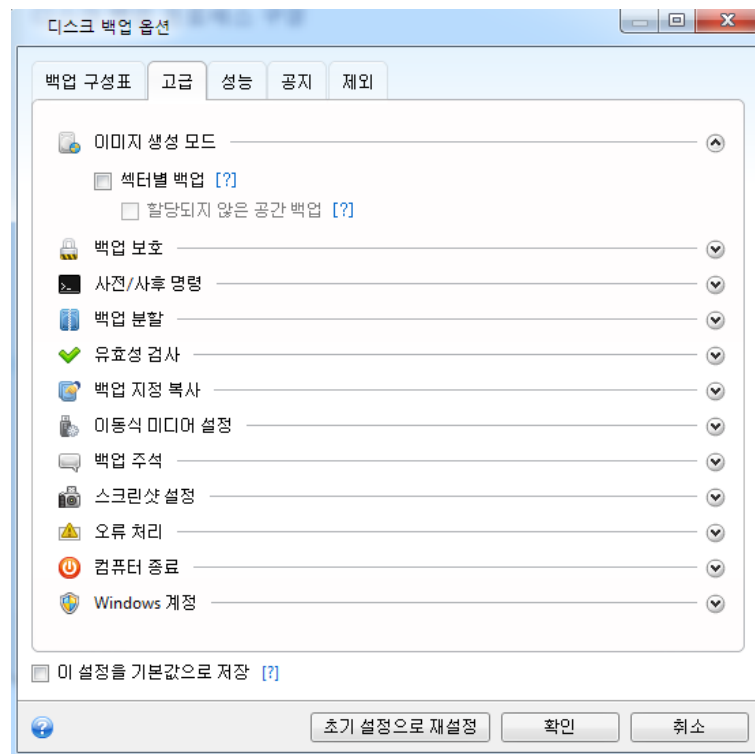 디스크 백업 옵션
백업 구성표 고급 성능 공지 제외
이미지 생성 모드
섹터별 백업 [?]
할당되지 않은 공간 백업 [?]
백업 보호
사전/사후 명령
백업 분할
유효성 검사
백업 지정 복사
이동식 미디어 설정
백업 주석
스크린샷 설정
오류 처리
컴퓨터 종료
Windows 계정
이 설정을 기본값으로 저장 [?]
초기 설정으로 재설정 확인 취소